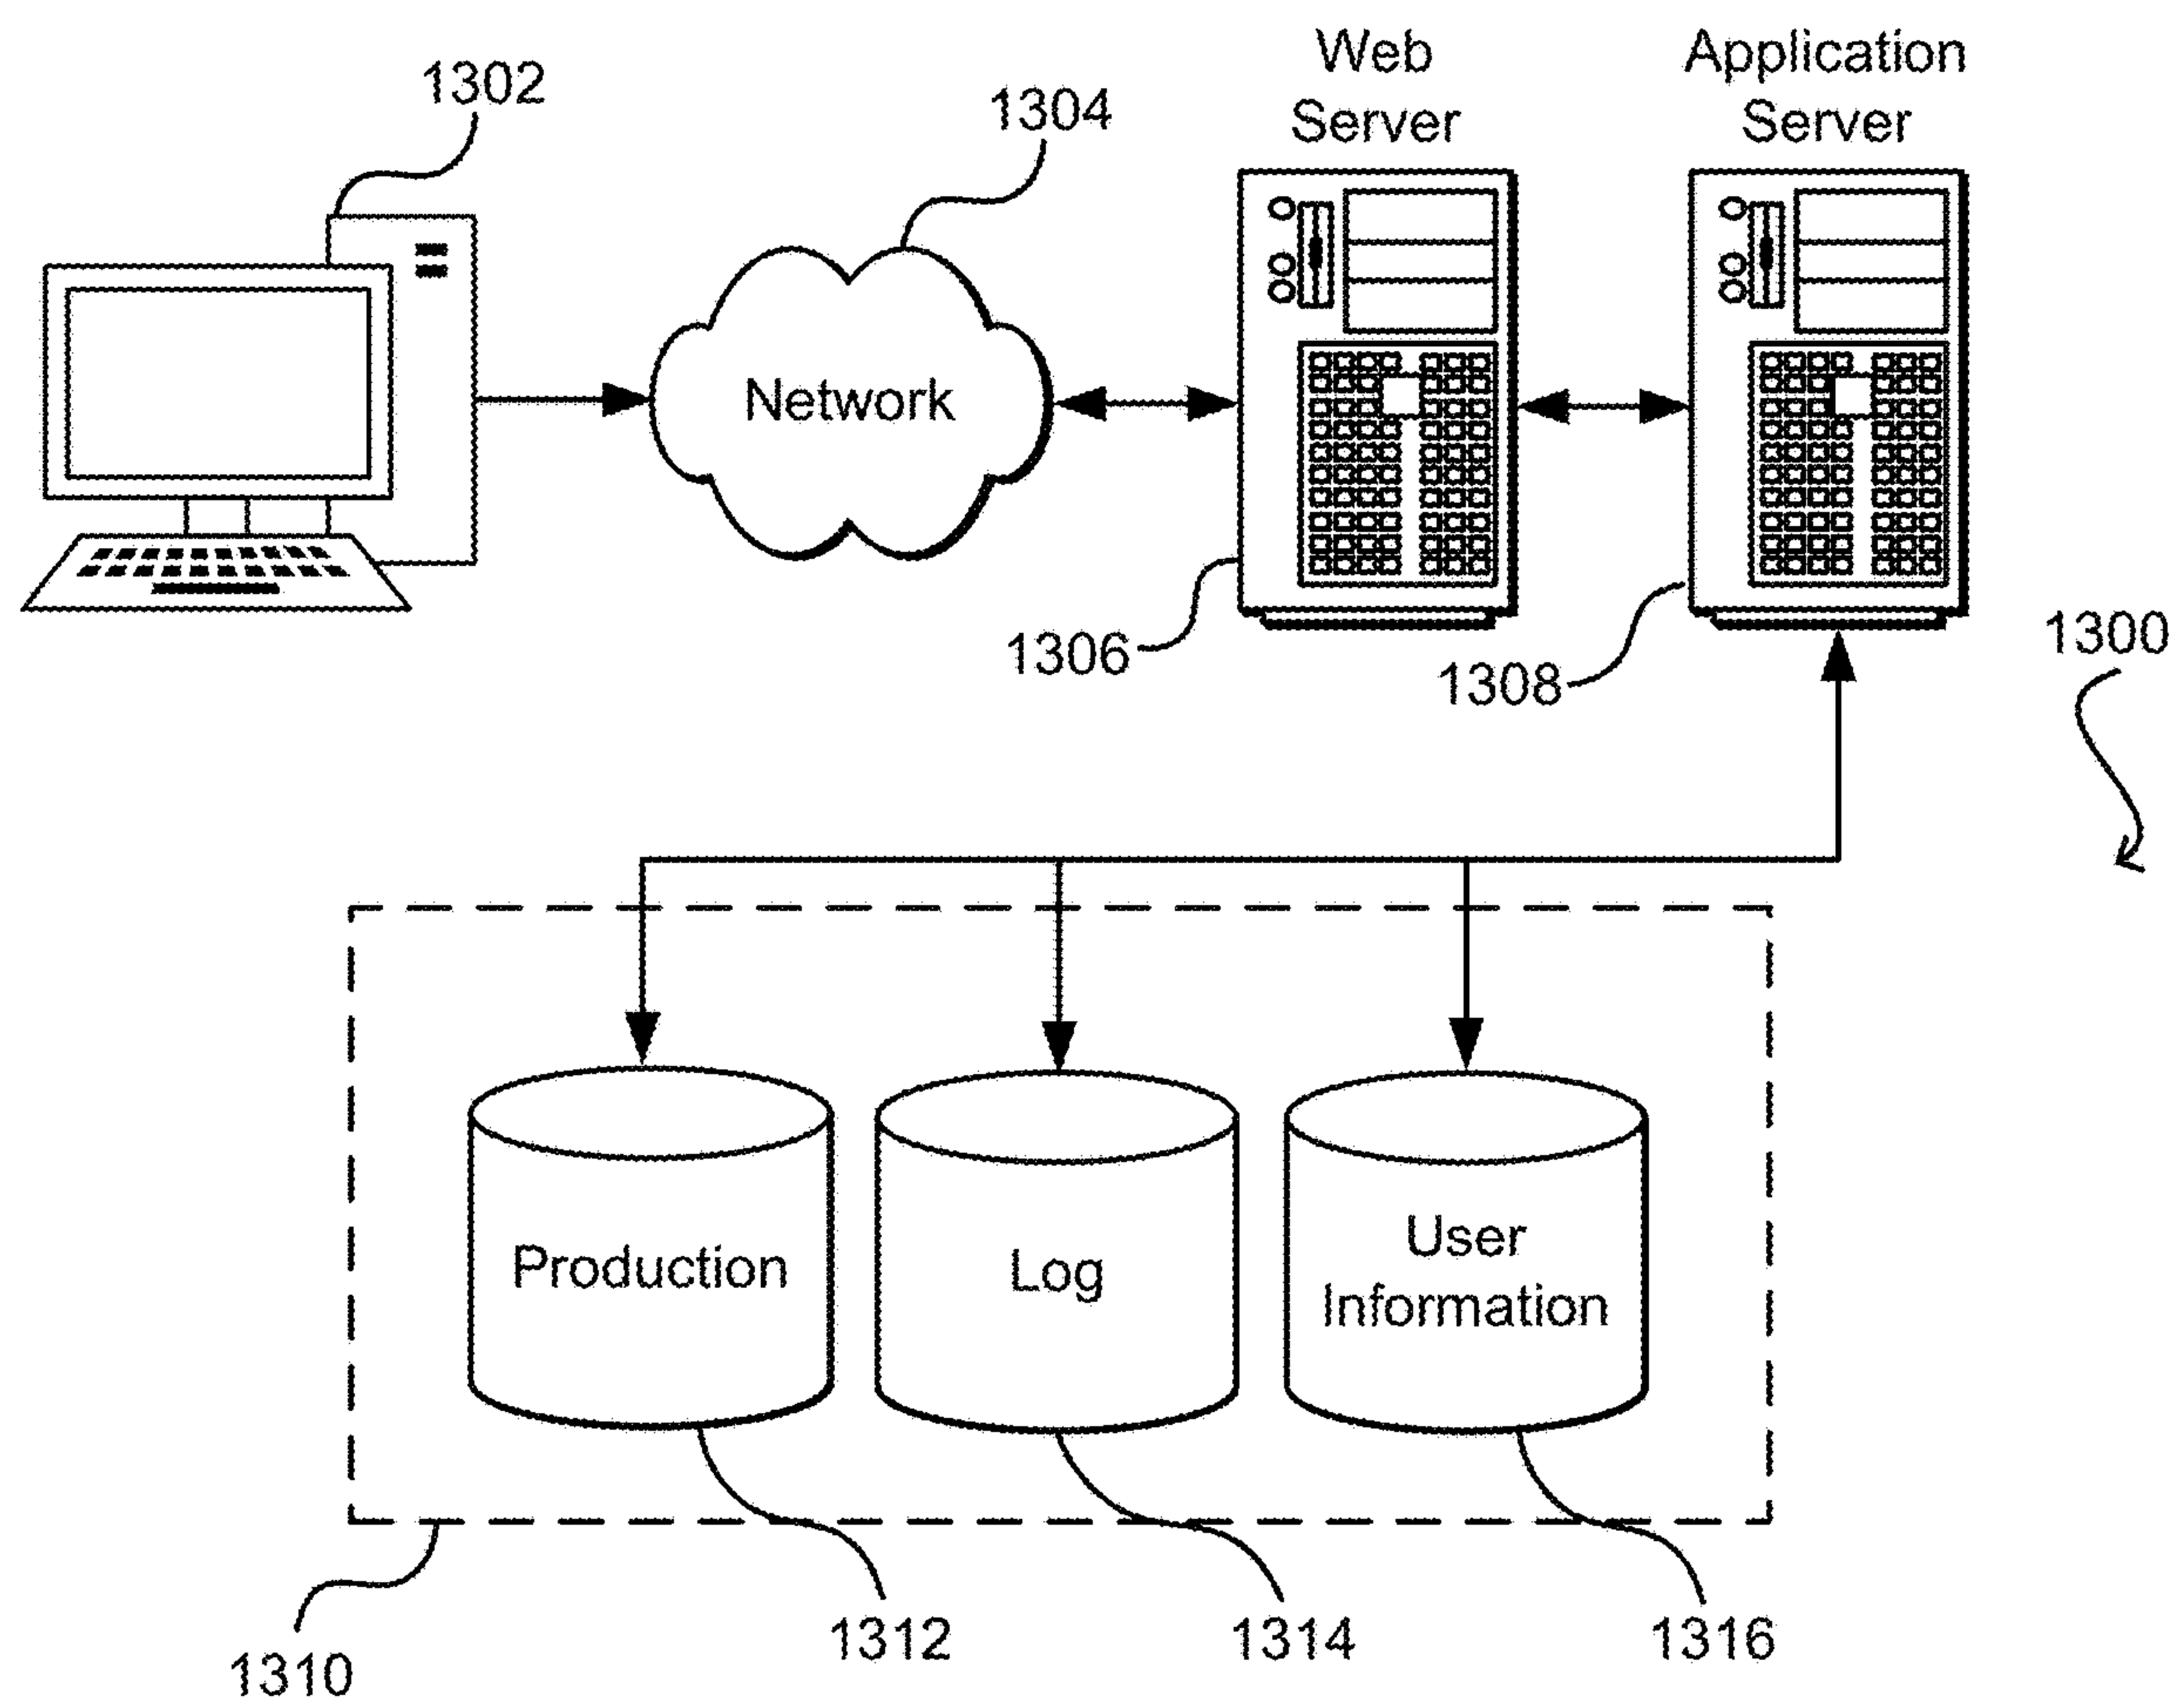 1302
1304
Web
Server
Application
Server
Network
1306
1308
1300
Production
Log
User
Information
1310
1312
1314
1316